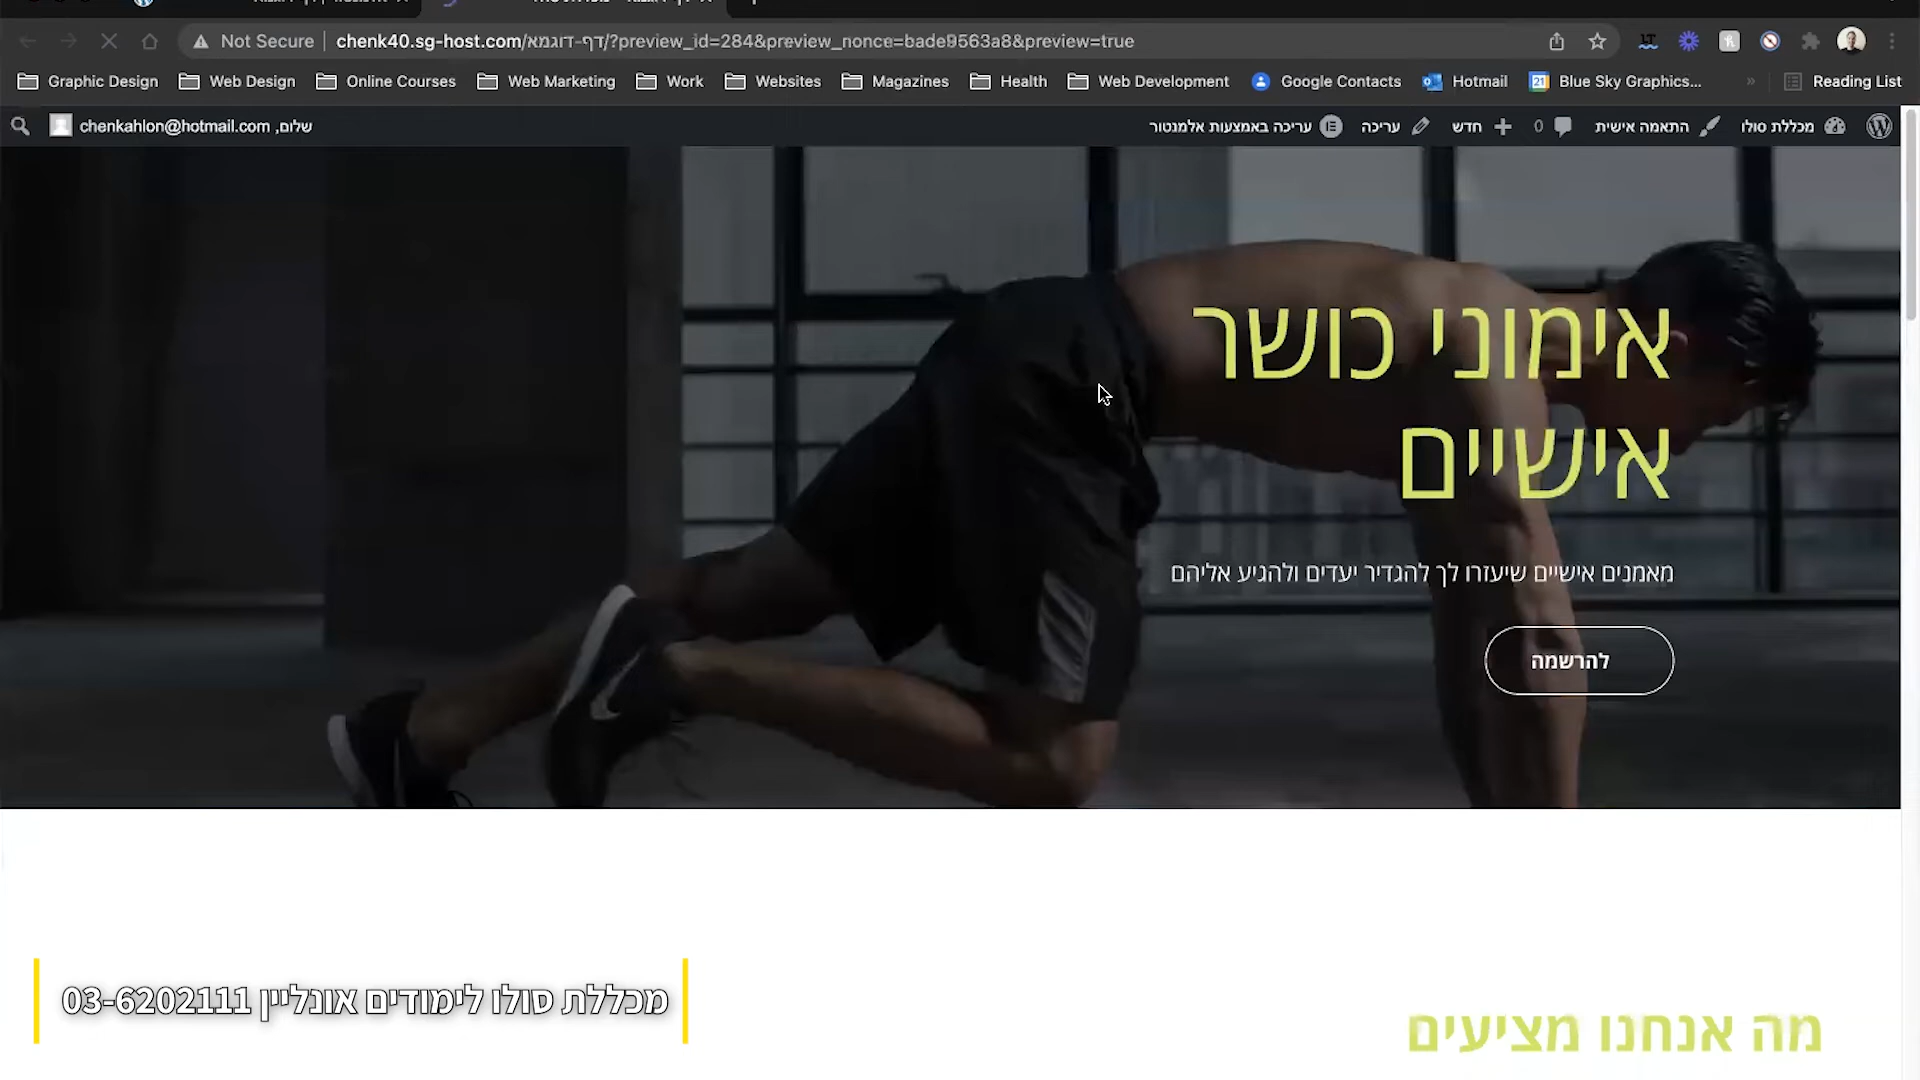 Not Secure | chenk40.sg-host.com/דף-דוגמא/?preview_id=284&preview_nonce=bade9563a8&preview=true
Graphic Design Web Design Online Courses Web Marketing Work Websites Magazines Health Web Development Google Contacts Hotmail Blue Sky Graphics... » Reading List
מכללת סולו התאמה אישית 0 חדש עריכה עריכה באמצעות אלמנטור שלום, chenkahlon@hotmail.com
אימוני כושר
אישיים
מאמנים אישיים שיעזרו לך להגדיר יעדים ולהגיע אליהם
להרשמה
מכללת סולו לימודים אונליין 03-6202111
מה אנחנו מציעים